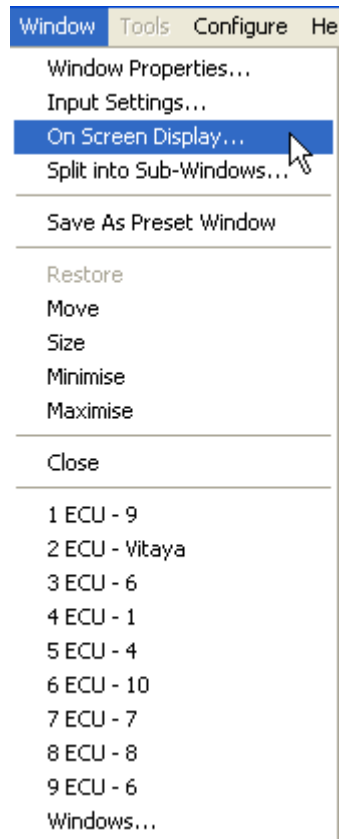 Window Tools Configure He
Window Properties...
Input Settings...
On Screen Display...
Split into Sub-Windows...
Save As Preset Window
Restore
Move
Size
Minimise
Maximise
Close
1 ECU - 9
2 ECU - Vitaya
3 ECU - 6
4 ECU - 1
5 ECU - 4
6 ECU - 10
7 ECU - 7
8 ECU - 8
9 ECU - 6
Windows...